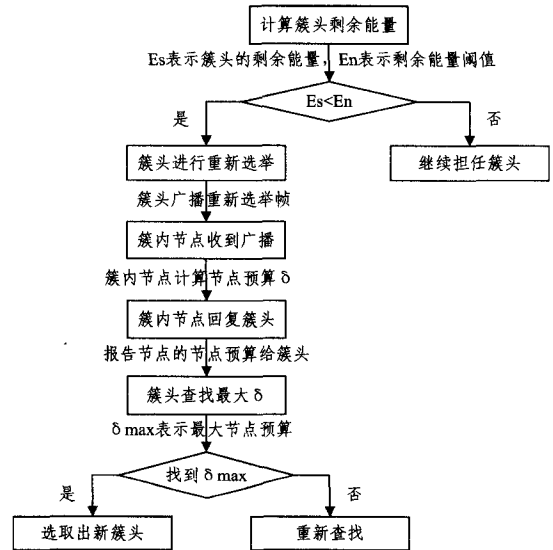 计算簇头剩余能量
Es表示簇头的剩余能量，En表示剩余能量阈值
Es<En
是
否
簇头进行重新选举
继续担任簇头
簇头广播重新选举帧
簇内节点收到广播
簇内节点计算节点预算δ
簇内节点回复簇头
报告节点的节点预算给簇头
簇头查找最大δ
δmax表示最大节点预算
找到δmax
是
否
选取出新簇头
重新查找